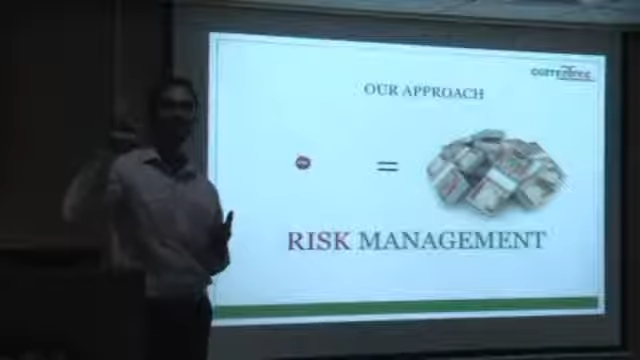 OUR APPROACH
=
RISK MANAGEMENT